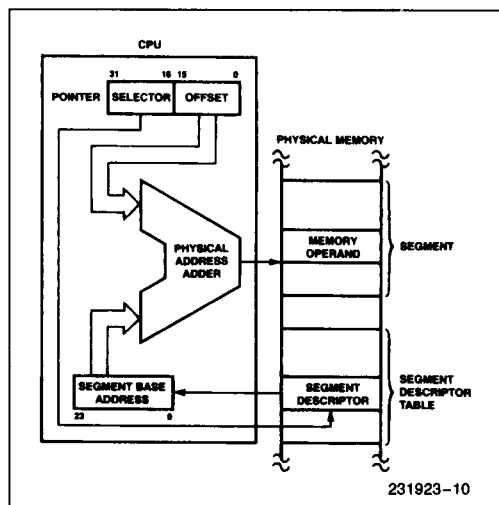 CPU
31 16 15 0
POINTER SELECTOR OFFSET
PHYSICAL MEMORY
PHYSICAL
ADDRESS
ADDER
MEMORY
OPERAND
SEGMENT
SEGMENT BASE
ADDRESS
23 0
SEGMENT
DESCRIPTOR
SEGMENT
DESCRIPTOR
TABLE
231923-10